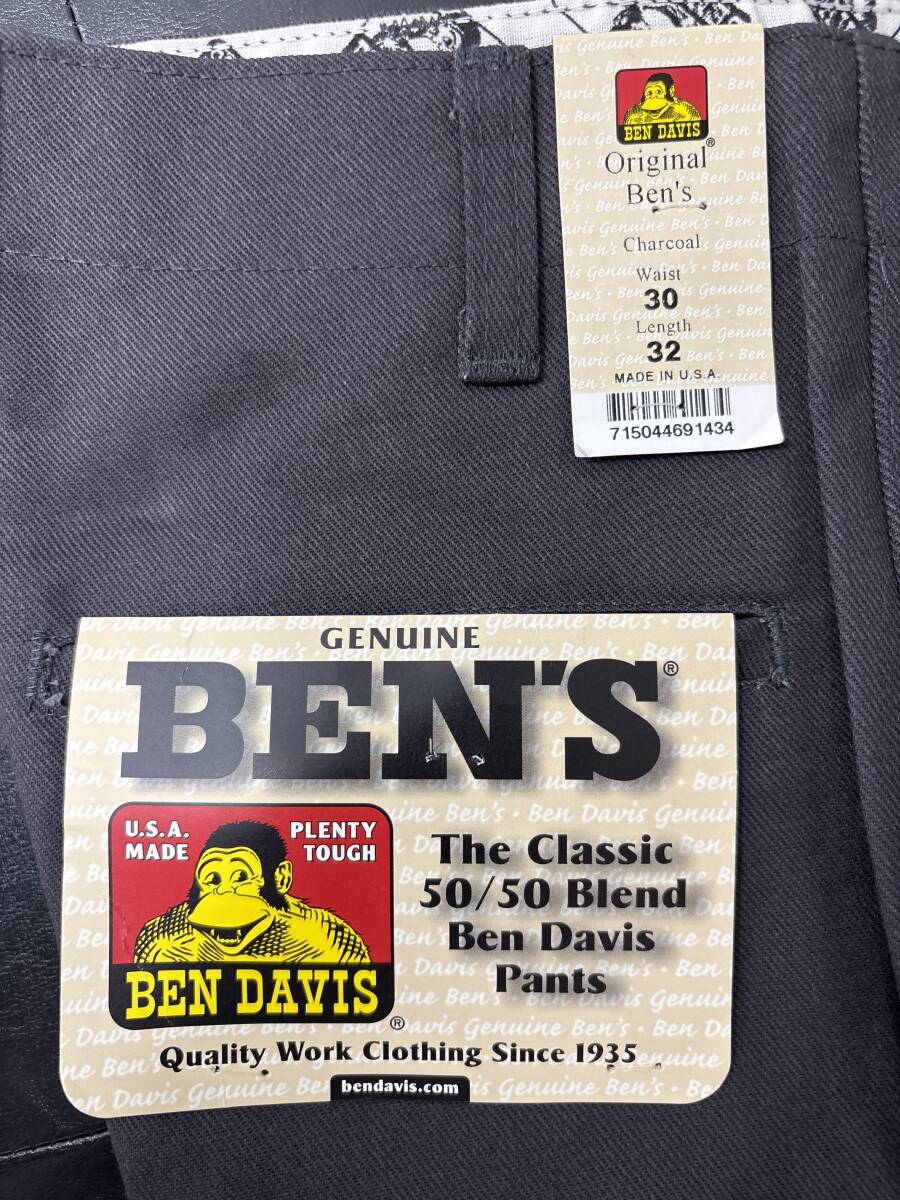 BEN DAVIS
®
Original
Ben's
Charcoal
Waist
30
Length
32
MADE IN U.S.A.
715044691434
GENUINE
BEN'S®
U.S.A.
MADE
PLENTY
TOUGH
BEN DAVIS
®
The Classic
50/50 Blend
Ben Davis
Pants
Quality Work Clothing Since 1935
bendavis.com